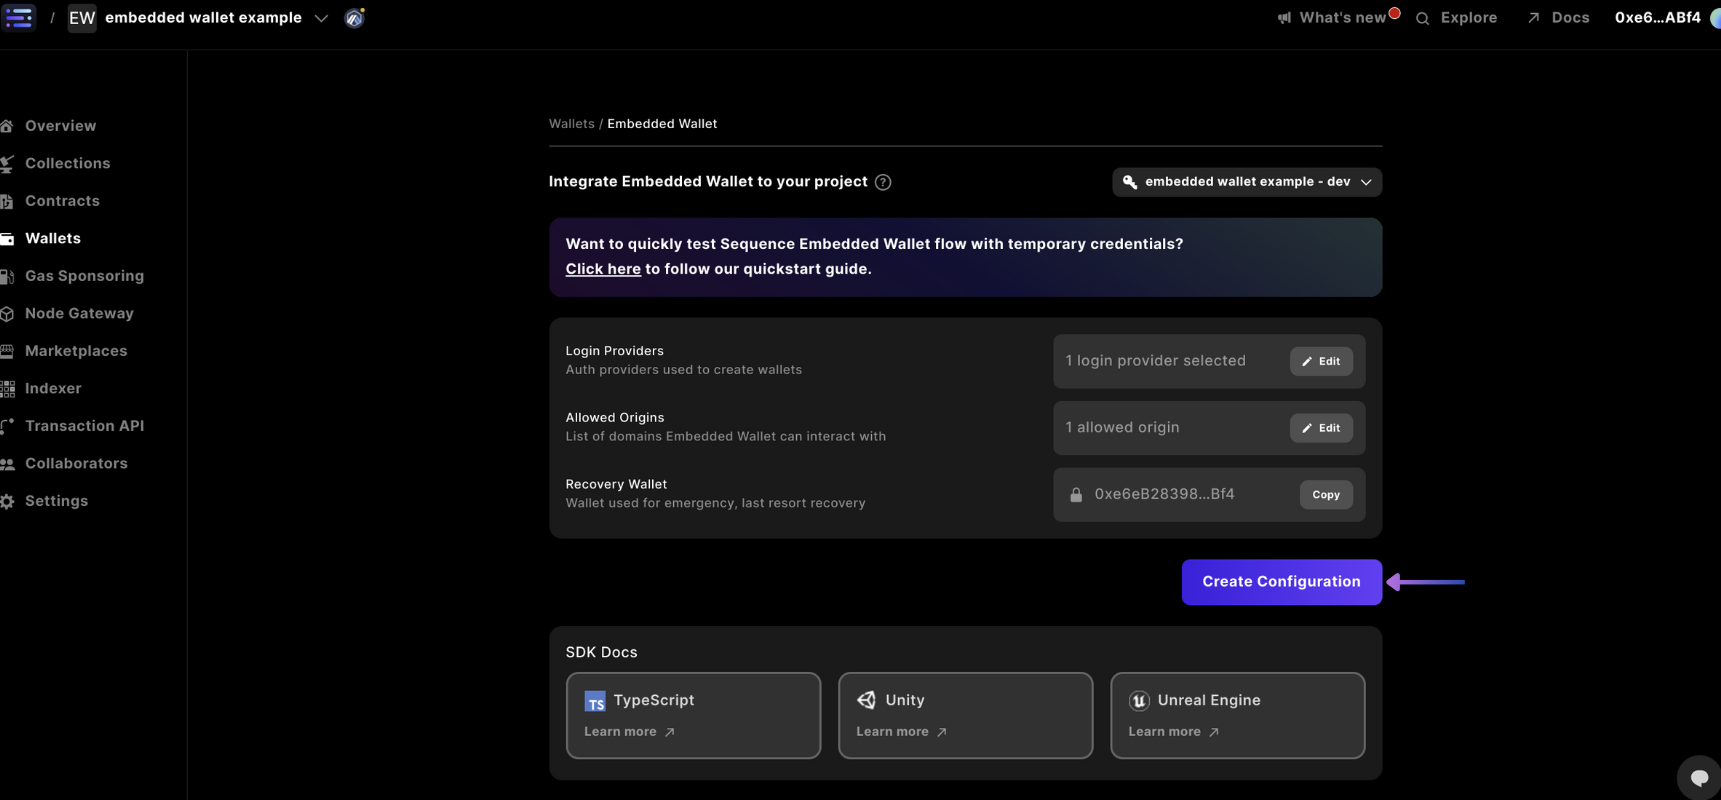 / EW embedded wallet example
What's new
Explore
Docs
0xe6...ABf4
Overview
Collections
Contracts
Wallets
Gas Sponsoring
Node Gateway
Marketplaces
Indexer
Transaction API
Collaborators
Settings
Wallets / Embedded Wallet
Integrate Embedded Wallet to your project ?
embedded wallet example - dev
Want to quickly test Sequence Embedded Wallet flow with temporary credentials?
Click here to follow our quickstart guide.
Login Providers
Auth providers used to create wallets
1 login provider selected
Edit
Allowed Origins
List of domains Embedded Wallet can interact with
1 allowed origin
Edit
Recovery Wallet
Wallet used for emergency, last resort recovery
0xe6eB28398...Bf4
Copy
Create Configuration
SDK Docs
TS TypeScript
Learn more
Unity
Learn more
Unreal Engine
Learn more